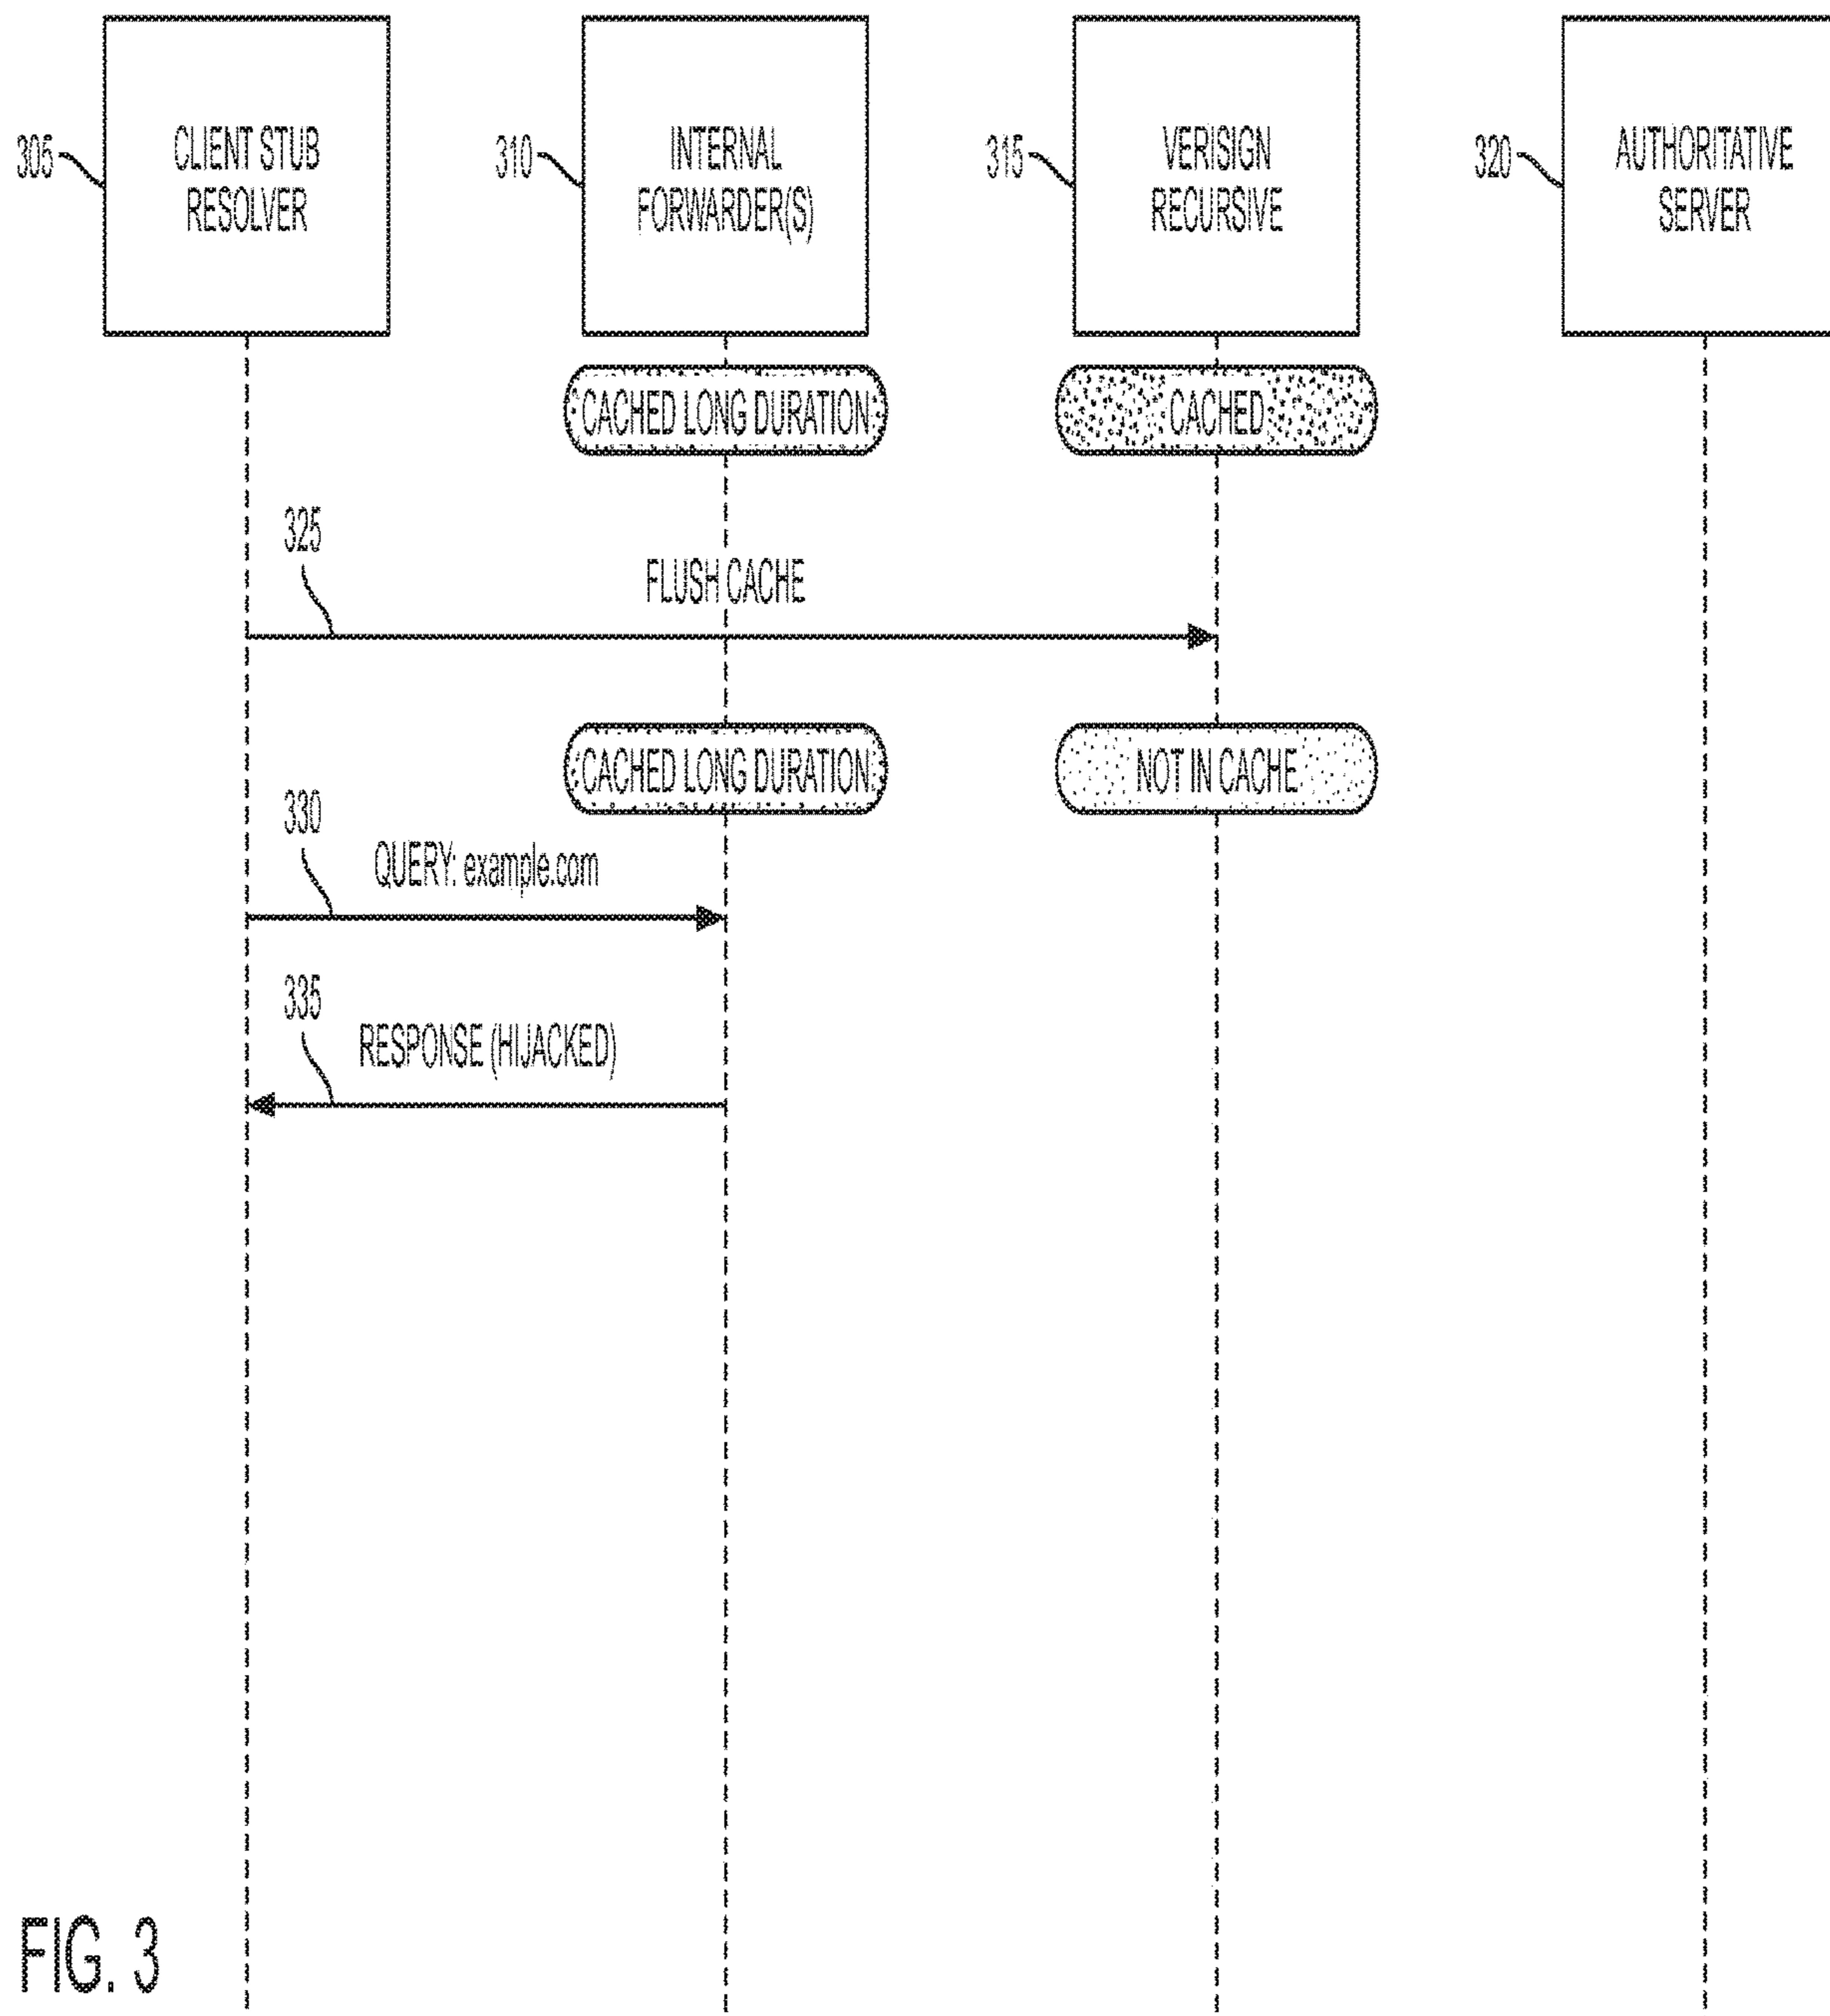 305
CLIENT STUB
RESOLVER
310
INTERNAL
FORWARDER(S)
315
VERISIGN
RECURSIVE
320
AUTHORITATIVE
SERVER
CACHED LONG DURATION
CACHED
325
FLUSH CACHE
CACHED LONG DURATION
NOT IN CACHE
330
QUERY: example.com
335
RESPONSE (HIJACKED)
FIG. 3